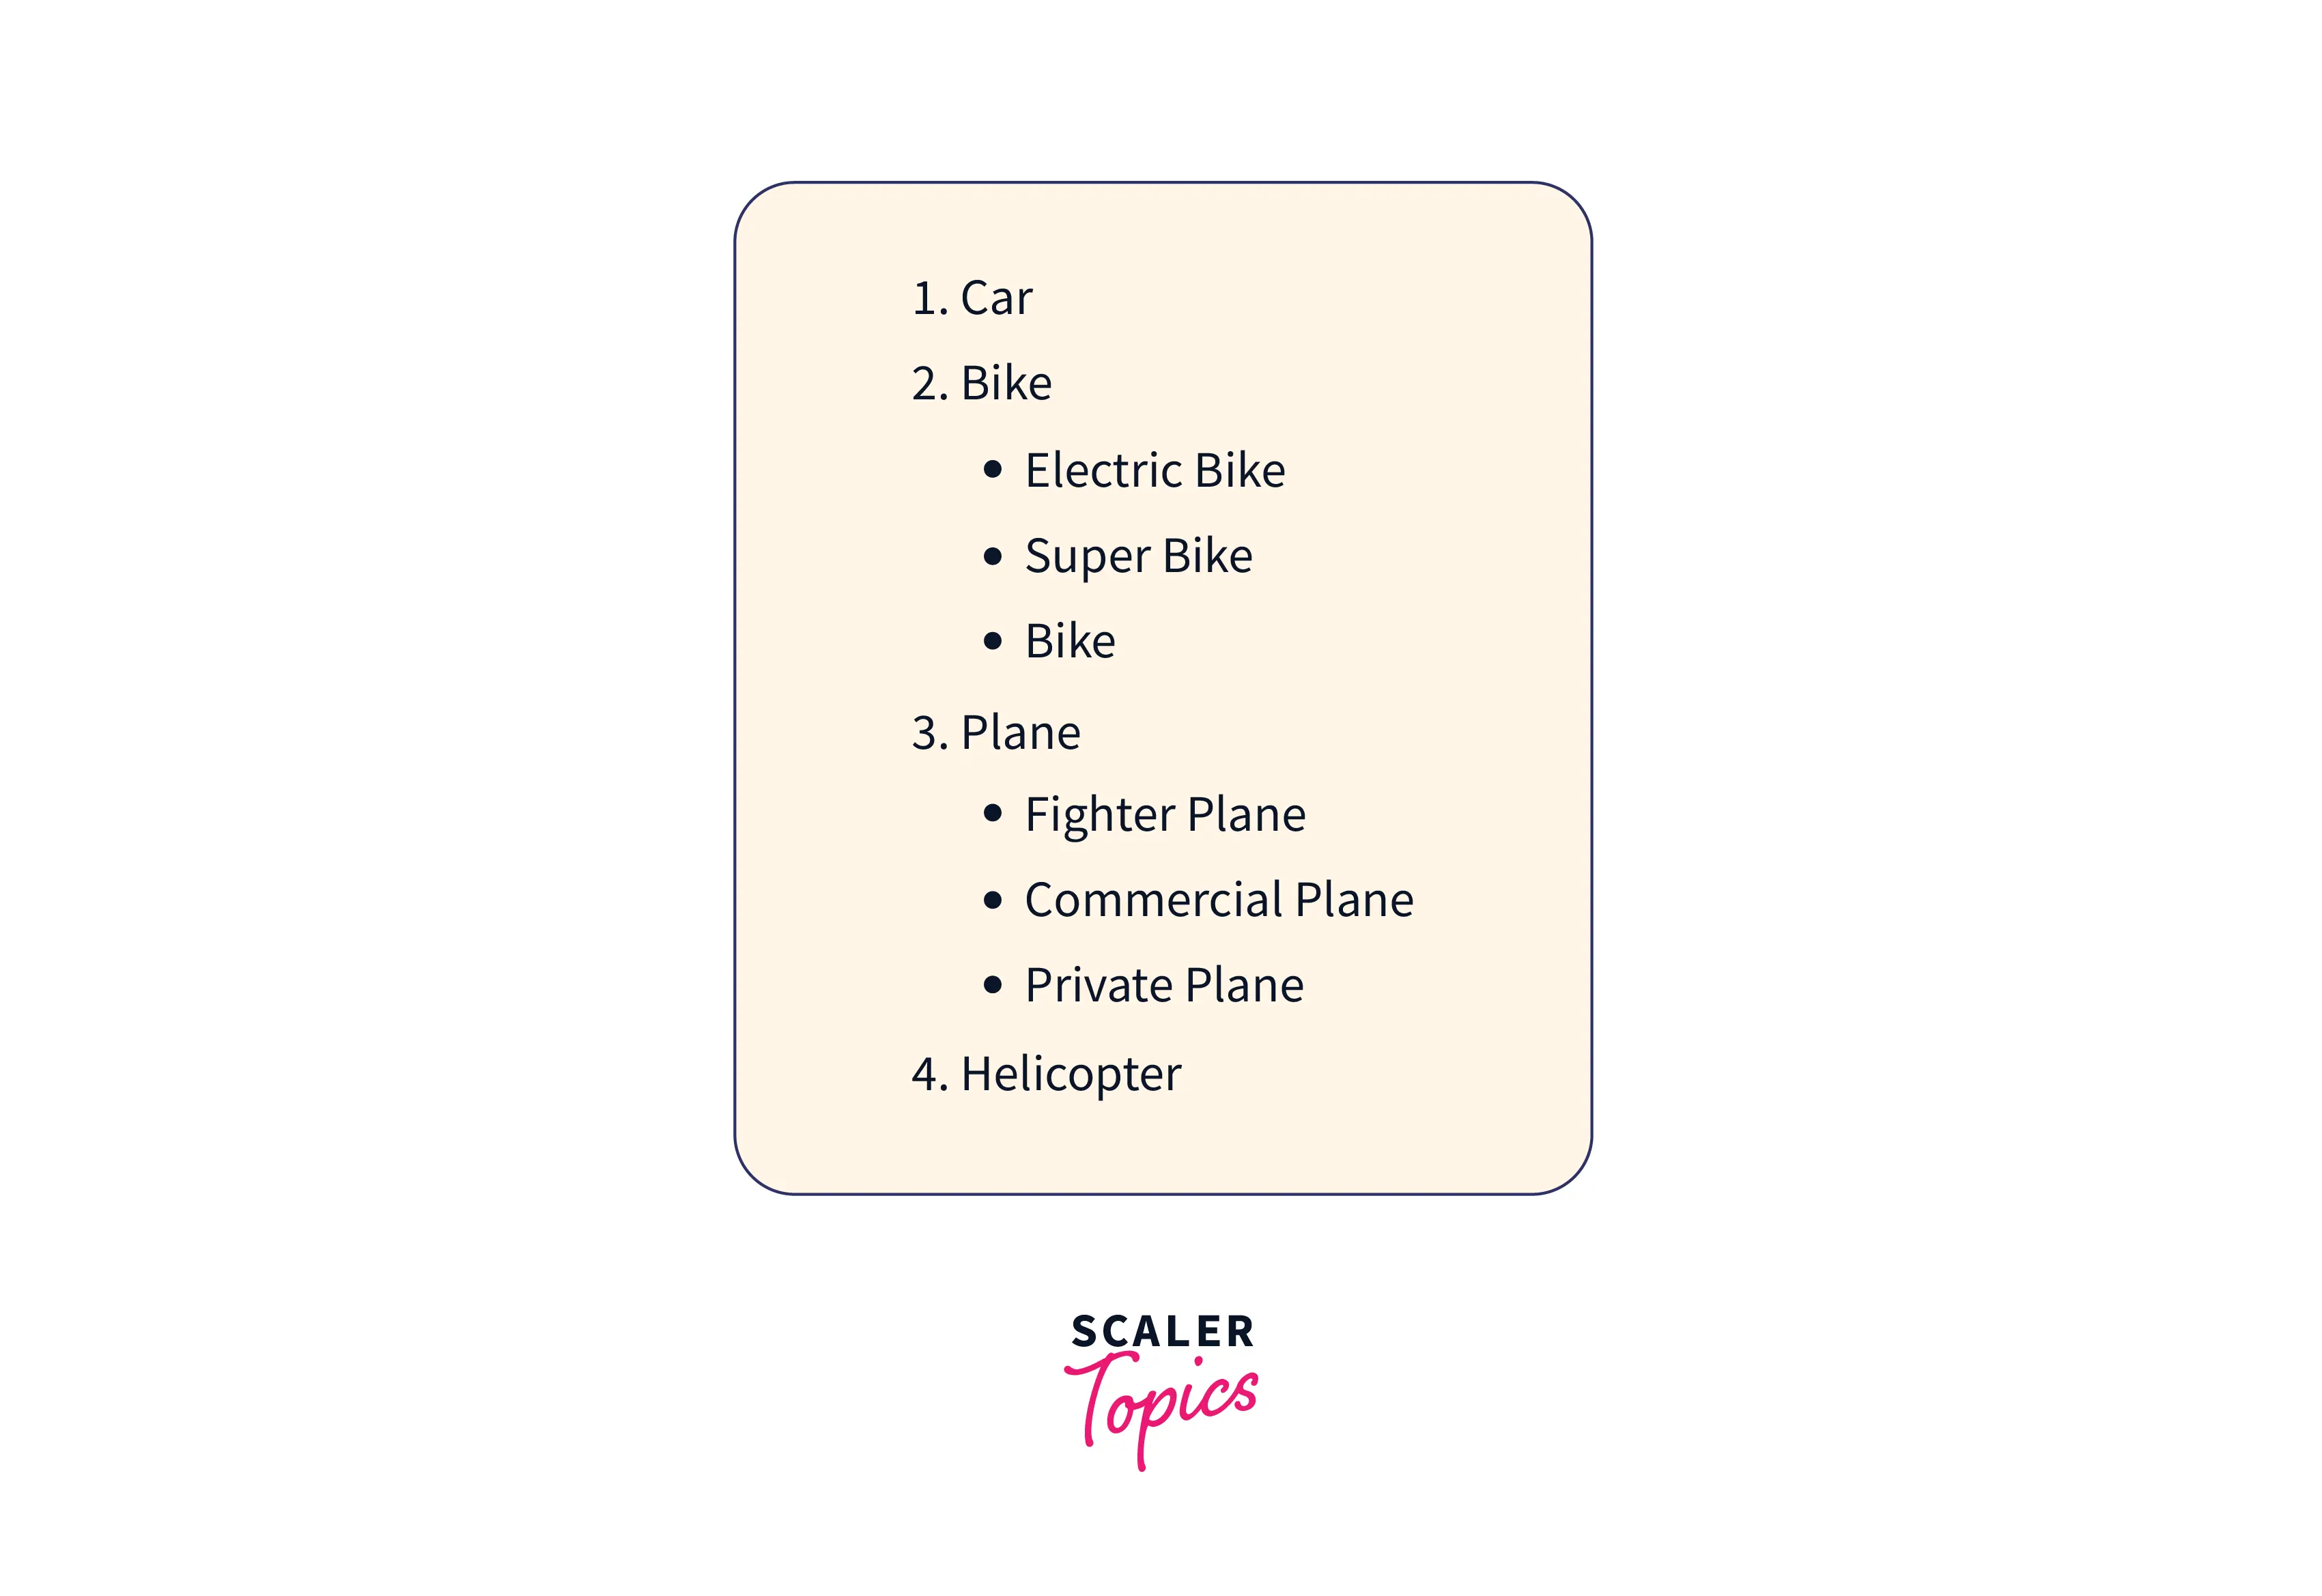 1. Car
2. Bike
• Electric Bike
• Super Bike
• Bike
3. Plane
• Fighter Plane
• Commercial Plane
• Private Plane
4. Helicopter
SCALER
Topics